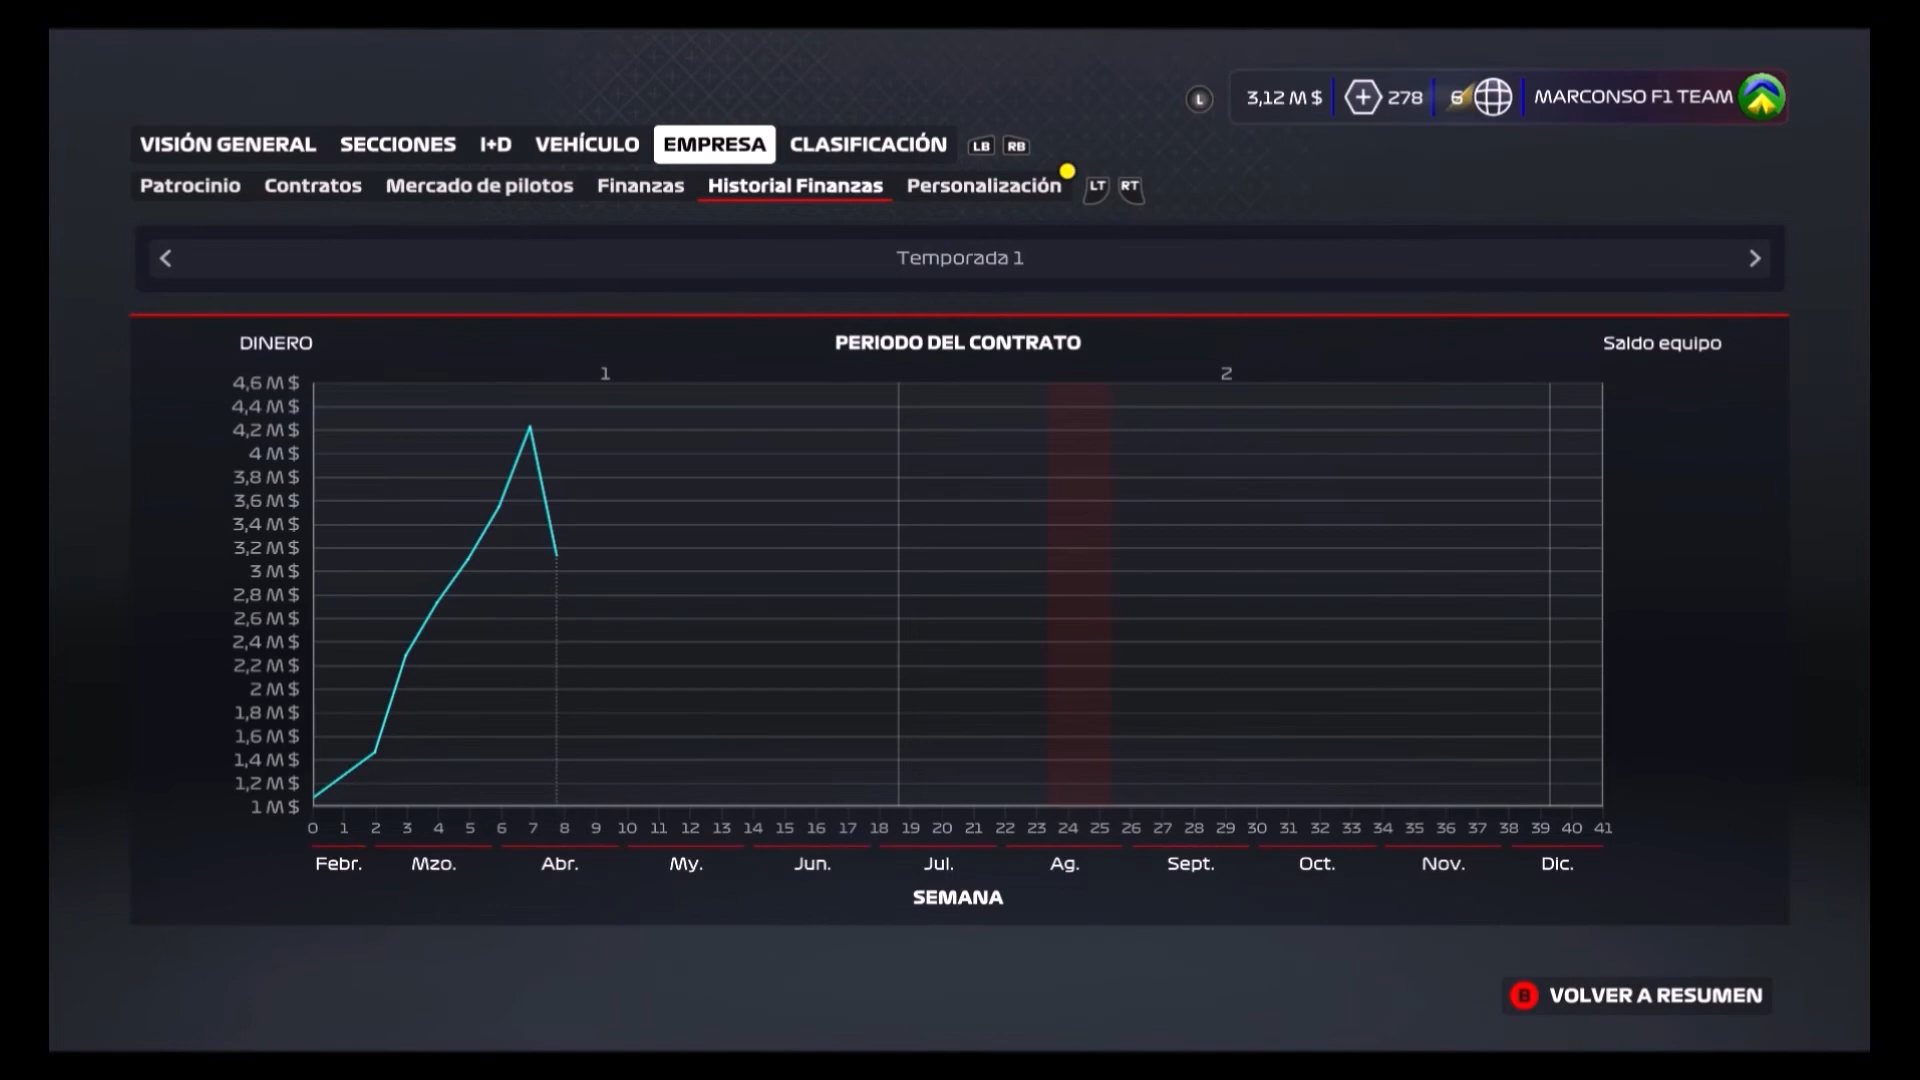 L 3,12 M $ 278 6 MARCONSO F1 TEAM
VISIÓN GENERAL SECCIONES I+D VEHÍCULO EMPRESA CLASIFICACIÓN LB RB
Patrocinio Contratos Mercado de pilotos Finanzas Historial Finanzas Personalización LT RT
Temporada 1
DINERO PERIODO DEL CONTRATO Saldo equipo
1 2
4,6 M $
4,4 M $
4,2 M $
4 M $
3,8 M $
3,6 M $
3,4 M $
3,2 M $
3 M $
2,8 M $
2,6 M $
2,4 M $
2,2 M $
2 M $
1,8 M $
1,6 M $
1,4 M $
1,2 M $
1 M $
0 1 2 3 4 5 6 7 8 9 10 11 12 13 14 15 16 17 18 19 20 21 22 23 24 25 26 27 28 29 30 31 32 33 34 35 36 37 38 39 40 41
Febr. Mzo. Abr. My. Jun. Jul. Ag. Sept. Oct. Nov. Dic.
SEMANA
B VOLVER A RESUMEN